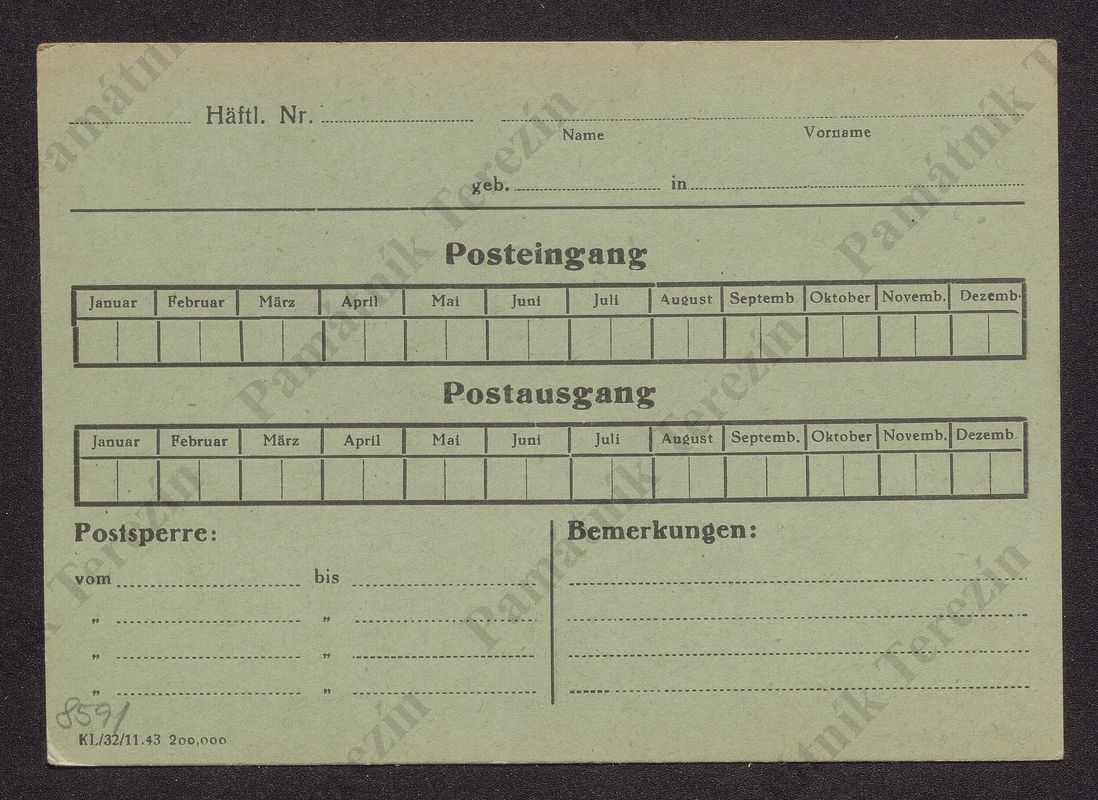 Häftl. Nr.
Name Vorname
geb. in
Posteingang
Januar Februar März April Mai Juni Juli August Septemb. Oktober Novemb. Dezemb.
Postausgang
Januar Februar März April Mai Juni Juli August Septemb. Oktober Novemb. Dezemb.
Postsperre: Bemerkungen:
vom bis
„ „
„ „
„ „
8591
KL/32/11.43 200,000
Památník Terezín